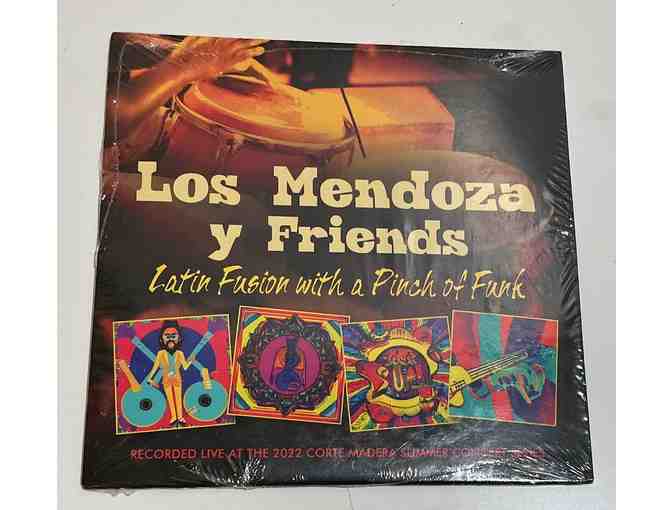 Los Mendoza
y Friends
Latin Fusion with a Pinch of Funk
RECORDED LIVE AT THE 2022 CORTE MADERA SUMMER CONCERT SERIES